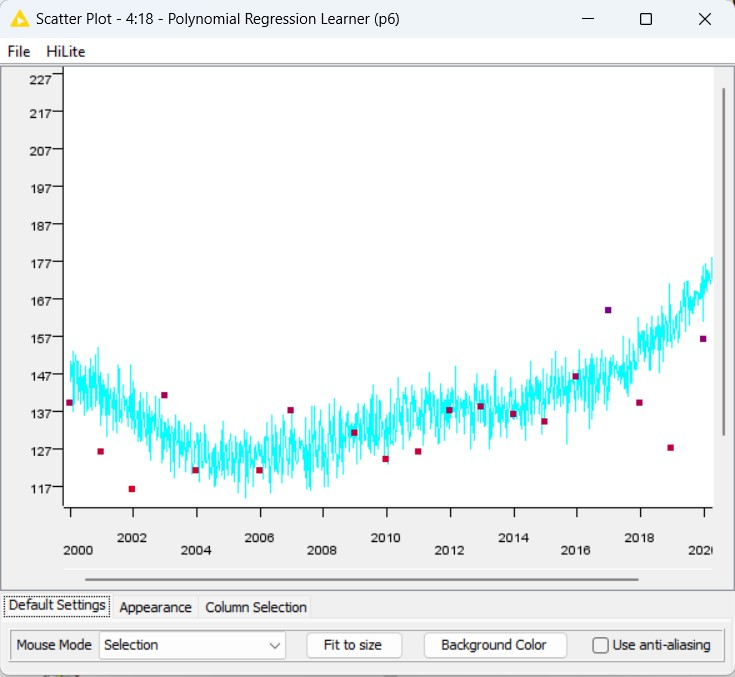 Scatter Plot - 4:18 - Polynomial Regression Learner (p6)
File HiLite
227
217
207
197
187
177
167
157
147
137
127
117
2002 2006 2010 2014 2018
2000 2004 2008 2012 2016 202
Default Settings Appearance Column Selection
Mouse Mode Selection Fit to size Background Color Use anti-aliasing